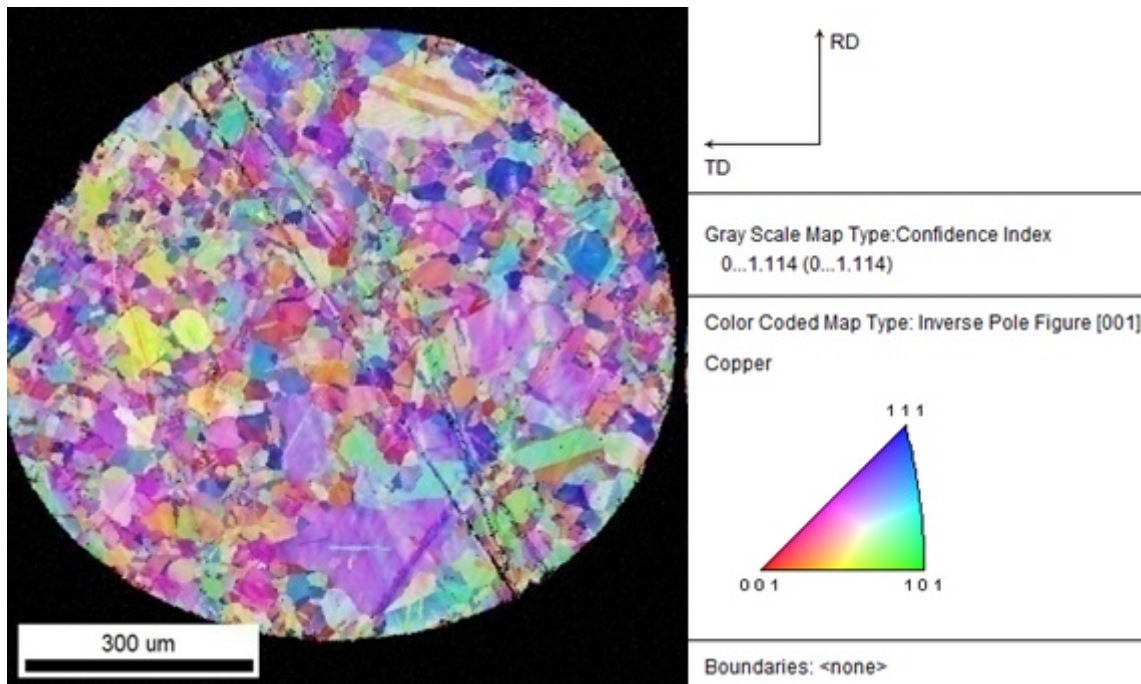 RD
TD
Gray Scale Map Type:Confidence Index
0...1.114 (0...1.114)
Color Coded Map Type: Inverse Pole Figure [001]
Copper
1 1 1
0 0 1
1 0 1
Boundaries: <none>
300 um